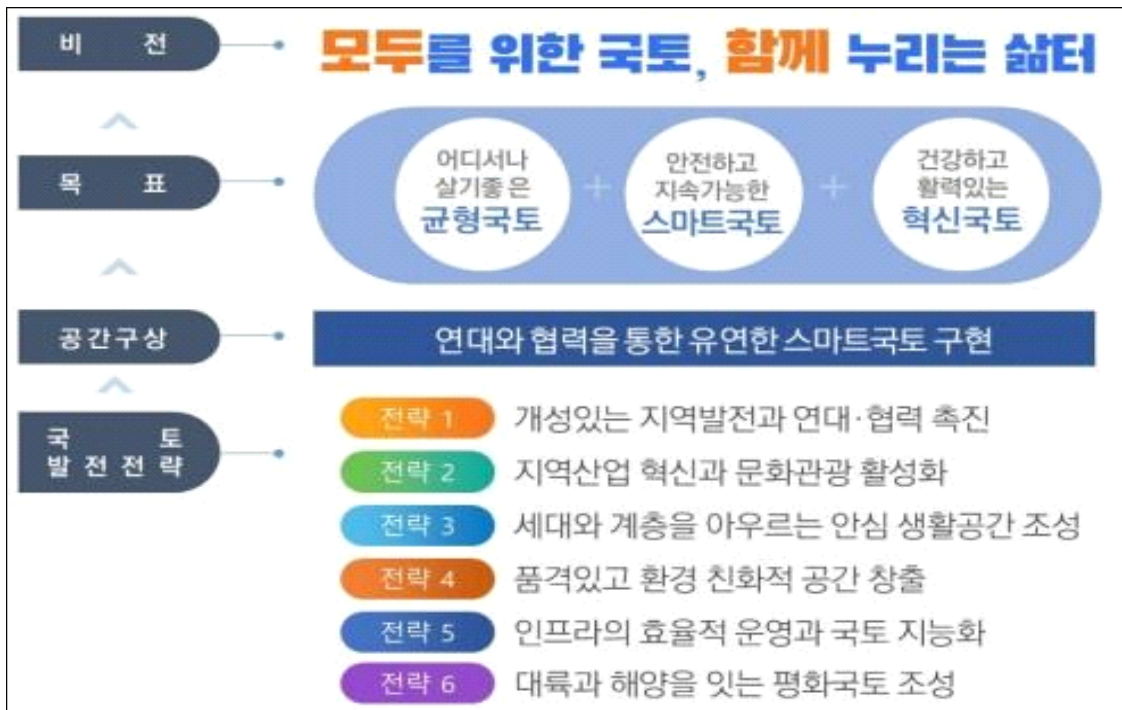 비 전
모두를 위한 국토, 함께 누리는 삶터
목 표
어디서나
살기좋 은
균형국토
+
안전하고
지속가능한
스마트국토
+
건강하고
활력있는
혁신국토
공간구상
연대와 협력을 통한 유연한 스마트국토 구현
국 토
발 전 전 략
전략 1 개성있는 지역발전과 연대·협력 촉진
전략 2 지역산업 혁신과 문화관광 활성화
전략 3 세대와 계층을 아우르는 안심 생활공간 조성
전략 4 품격있고 환경 친화적 공간 창출
전략 5 인프라의 효율적 운영과 국토 지능화
전략 6 대륙과 해양을 잇는 평화국토 조성